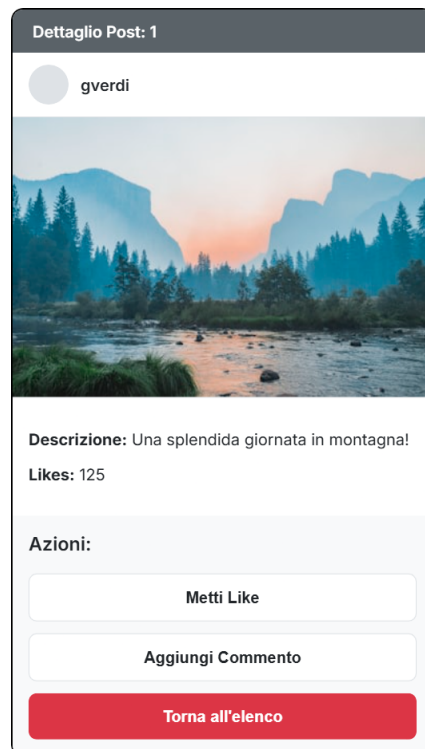 Dettaglio Post: 1
gverdi
Descrizione: Una splendida giornata in montagna!
Likes: 125
Azioni:
Metti Like
Aggiungi Commento
Torna all'elenco